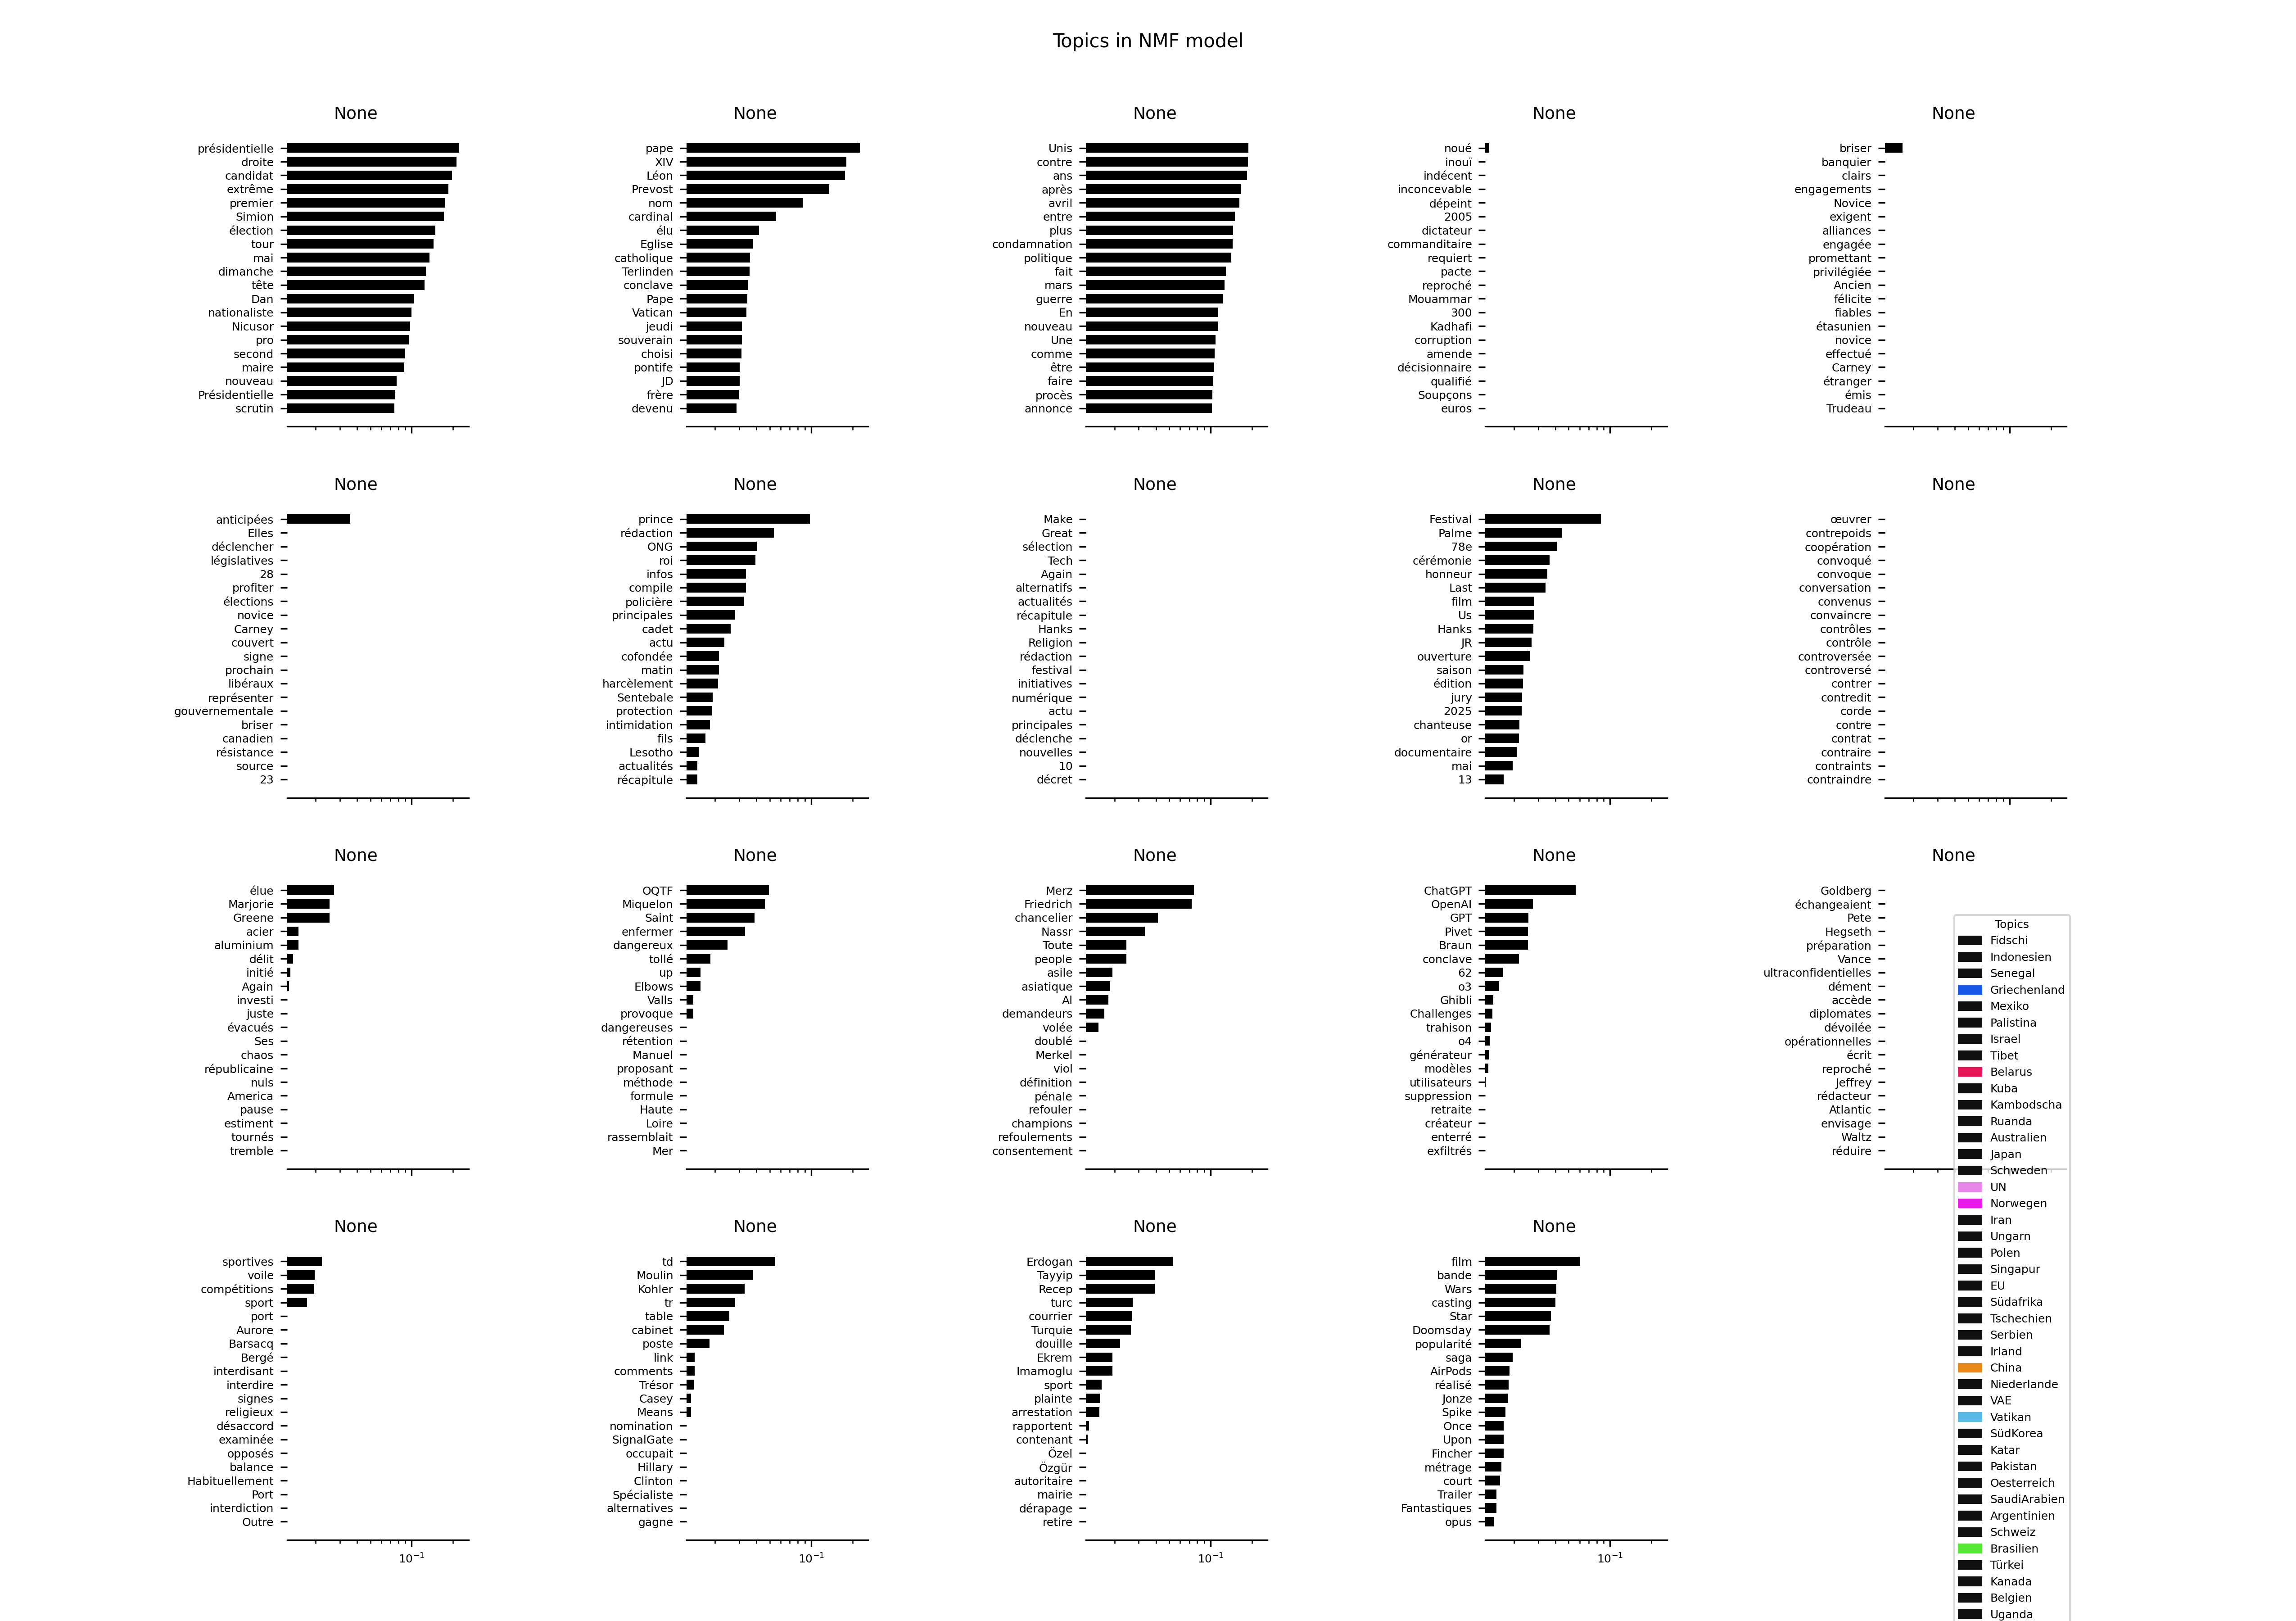 Topics in NMF model
None
présidentielle
droite
candidat
extrême
premier
Simion
élection
tour
mai
dimanche
tête
Dan
nationaliste
Nicusor
pro
second
maire
nouveau
Présidentielle
scrutin
None
pape
XIV
Léon
Prevost
nom
cardinal
élu
Eglise
catholique
Terlinden
conclave
Pape
Vatican
jeudi
souverain
choisi
pontife
JD
frère
devenu
None
Unis
contre
ans
après
avril
entre
plus
condamnation
politique
fait
mars
guerre
En
nouveau
Une
comme
être
faire
procès
annonce
None
noué
inouï
indécent
inconcevable
dépeint
2005
dictateur
commanditaire
requiert
pacte
reproché
Mouammar
300
Kadhafi
corruption
amende
décisionnaire
qualifié
Soupçons
euros
None
briser
banquier
clairs
engagements
Novice
exigent
alliances
engagée
promettant
privilégiée
Ancien
félicite
fiables
étasunien
novice
effectué
Carney
étranger
émis
Trudeau
None
anticipées
Elles
déclencher
législatives
28
profiter
élections
novice
Carney
couvert
signe
prochain
libéraux
représenter
gouvernementale
briser
canadien
résistance
source
23
None
prince
rédaction
ONG
roi
infos
compile
policière
principales
cadet
actu
cofondée
matin
harcèlement
Sentebale
protection
intimidation
fils
Lesotho
actualités
récapitule
None
Make
Great
sélection
Tech
Again
alternatifs
actualités
récapitule
Hanks
Religion
rédaction
festival
initiatives
numérique
actu
principales
déclenche
nouvelles
10
décret
None
Festival
Palme
78e
cérémonie
honneur
Last
film
Us
Hanks
JR
ouverture
saison
édition
jury
2025
chanteuse
or
documentaire
mai
13
None
œuvrer
contrepoids
coopération
convoqué
convoque
conversation
convenus
convaincre
contrôles
contrôle
controversée
controversé
contrer
contredit
corde
contre
contrat
contraire
contraints
contraindre
None
élue
Marjorie
Greene
acier
aluminium
délit
initié
Again
investi
juste
évacués
Ses
chaos
républicaine
nuls
America
pause
estiment
tournés
tremble
None
OQTF
Miquelon
Saint
enfermer
dangereux
tollé
up
Elbows
Valls
provoque
dangereuses
rétention
Manuel
proposant
méthode
formule
Haute
Loire
rassemblait
Mer
None
Merz
Friedrich
chancelier
Nassr
Toute
people
asile
asiatique
Al
demandeurs
volée
doublé
Merkel
viol
définition
pénale
refouler
champions
refoulements
consentement
None
ChatGPT
OpenAI
GPT
Pivet
Braun
conclave
62
o3
Ghibli
Challenges
trahison
o4
générateur
modèles
utilisateurs
suppression
retraite
créateur
enterré
exfiltrés
None
Goldberg
échangeaient
Pete
Hegseth
préparation
Vance
ultraconfidentielles
dément
accède
diplomates
dévoilée
opérationnelles
écrit
reproché
Jeffrey
rédacteur
Atlantic
envisage
Waltz
réduire
None
sportives
voile
compétitions
sport
port
Aurore
Barsacq
Bergé
interdisant
interdire
signes
religieux
désaccord
examinée
opposés
balance
Habituellement
Port
interdiction
Outre
10⁻¹
None
td
Moulin
Kohler
tr
table
cabinet
poste
link
comments
Trésor
Casey
Means
nomination
SignalGate
occupait
Hillary
Clinton
Spécialiste
alternatives
gagne
10⁻¹
None
Erdogan
Tayyip
Recep
turc
courrier
Turquie
douille
Ekrem
Imamoglu
sport
plainte
arrestation
rapportent
contenant
Özel
Özgür
autoritaire
mairie
dérapage
retire
10⁻¹
None
film
bande
Wars
casting
Star
Doomsday
popularité
saga
AirPods
réalisé
Jonze
Spike
Once
Upon
Fincher
métrage
court
Trailer
Fantastiques
opus
10⁻¹
Topics
Fidschi
Indonesien
Senegal
Griechenland
Mexiko
Palistina
Israel
Tibet
Belarus
Kuba
Kambodscha
Ruanda
Australien
Japan
Schweden
UN
Norwegen
Iran
Ungarn
Polen
Singapur
EU
Südafrika
Tschechien
Serbien
Irland
China
Niederlande
VAE
Vatikan
SüdKorea
Katar
Pakistan
Oesterreich
SaudiArabien
Argentinien
Schweiz
Brasilien
Türkei
Kanada
Belgien
Uganda